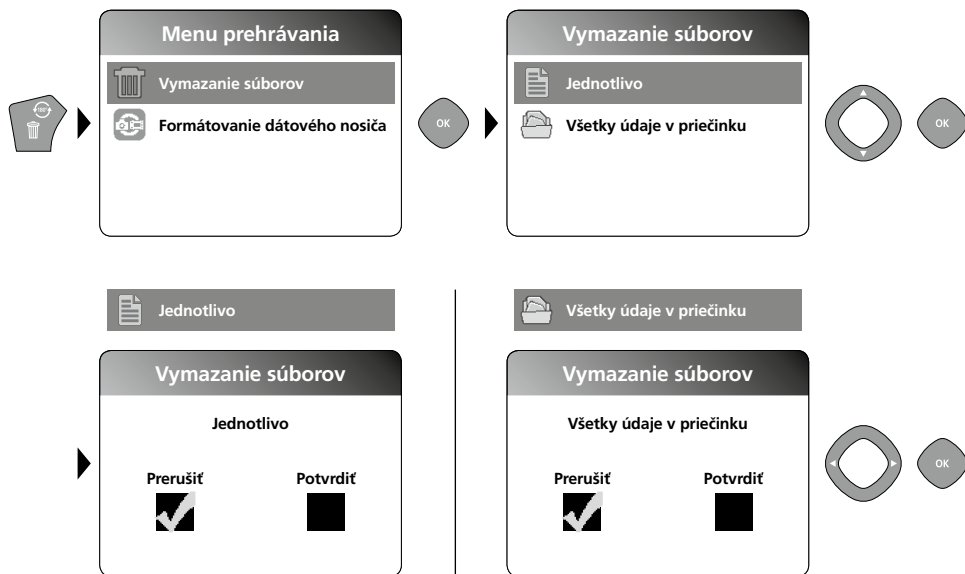 Menu prehrávania
Vymazanie súborov
Formátovanie dátového nosiča
180°
OK
Vymazanie súborov
Jednotlivo
Všetky údaje v priečinku
OK
Jednotlivo
Vymazanie súborov
Jednotlivo
Prerušiť Potvrdiť
Všetky údaje v priečinku
Vymazanie súborov
Všetky údaje v priečinku
Prerušiť Potvrdiť
OK